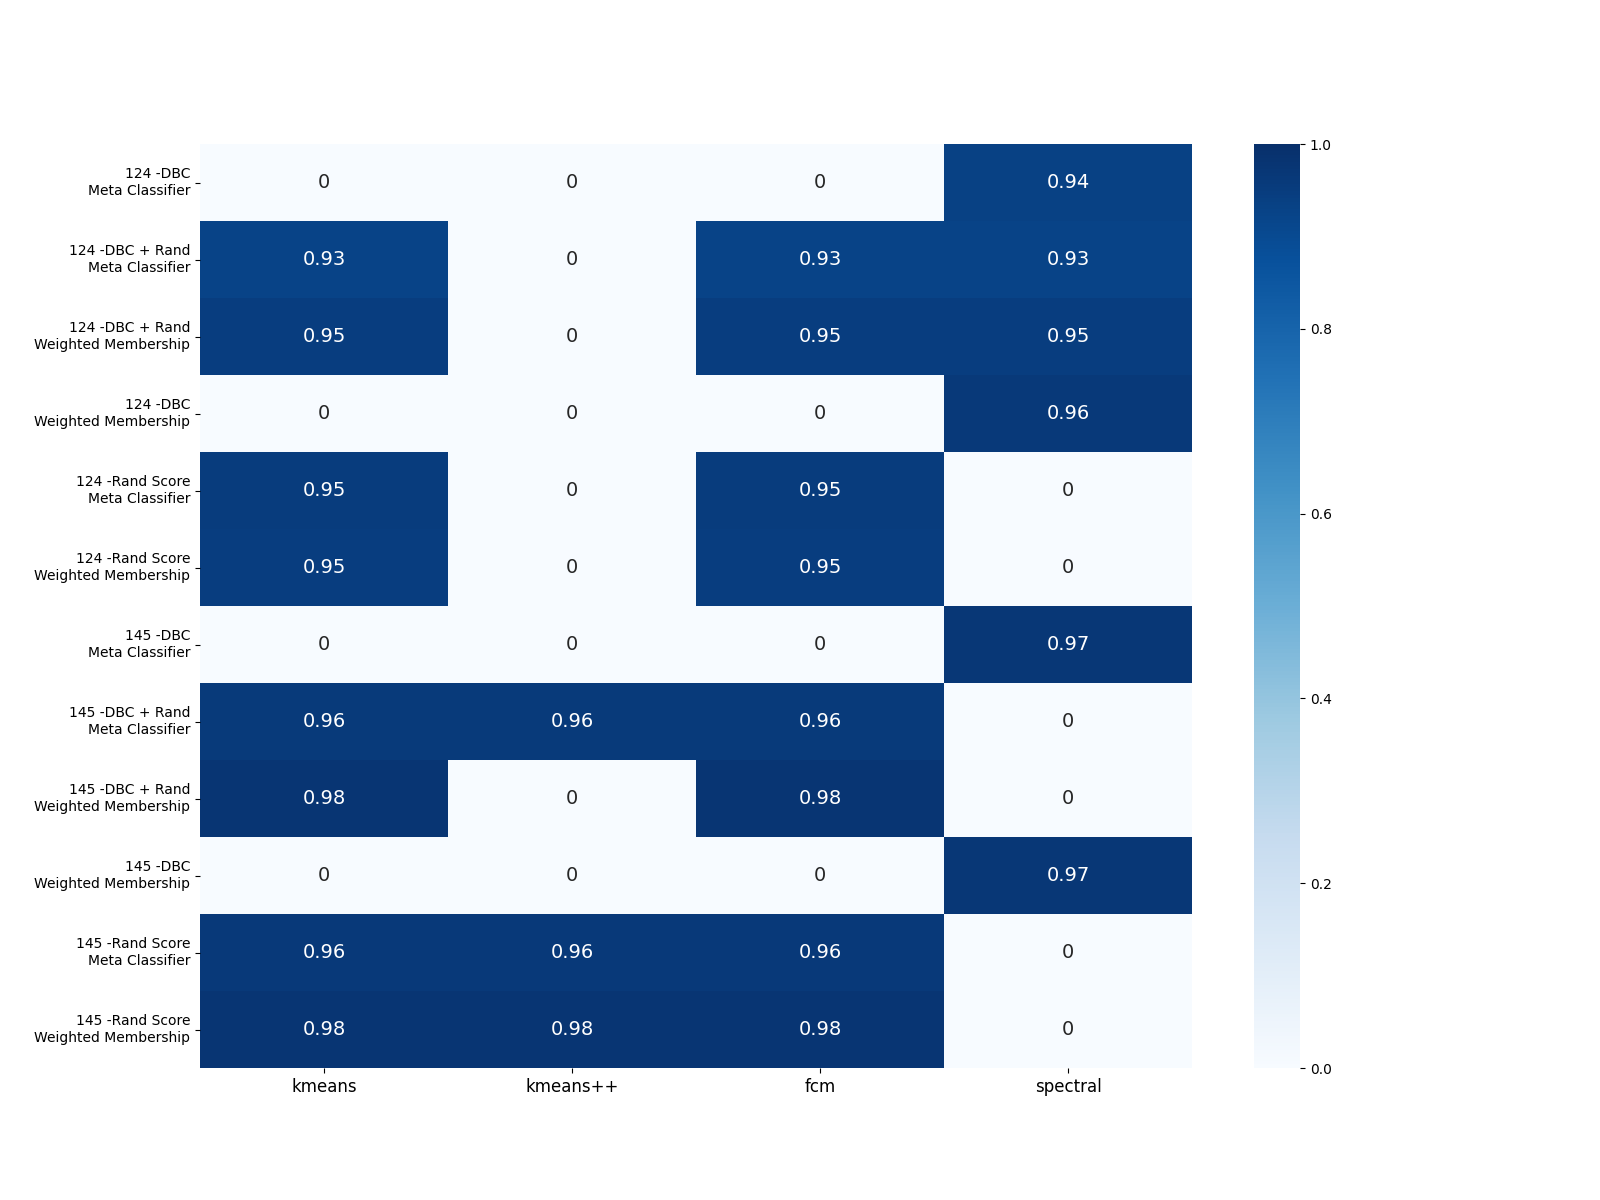 124 -DBC
Meta Classifier
0 0 0 0.94
124 -DBC + Rand
Meta Classifier
0.93 0 0.93 0.93
124 -DBC + Rand
Weighted Membership
0.95 0 0.95 0.95
124 -DBC
Weighted Membership
0 0 0 0.96
124 -Rand Score
Meta Classifier
0.95 0 0.95 0
124 -Rand Score
Weighted Membership
0.95 0 0.95 0
145 -DBC
Meta Classifier
0 0 0 0.97
145 -DBC + Rand
Meta Classifier
0.96 0.96 0.96 0
145 -DBC + Rand
Weighted Membership
0.98 0 0.98 0
145 -DBC
Weighted Membership
0 0 0 0.97
145 -Rand Score
Meta Classifier
0.96 0.96 0.96 0
145 -Rand Score
Weighted Membership
0.98 0.98 0.98 0
kmeans kmeans++ fcm spectral
1.0
0.8
0.6
0.4
0.2
0.0